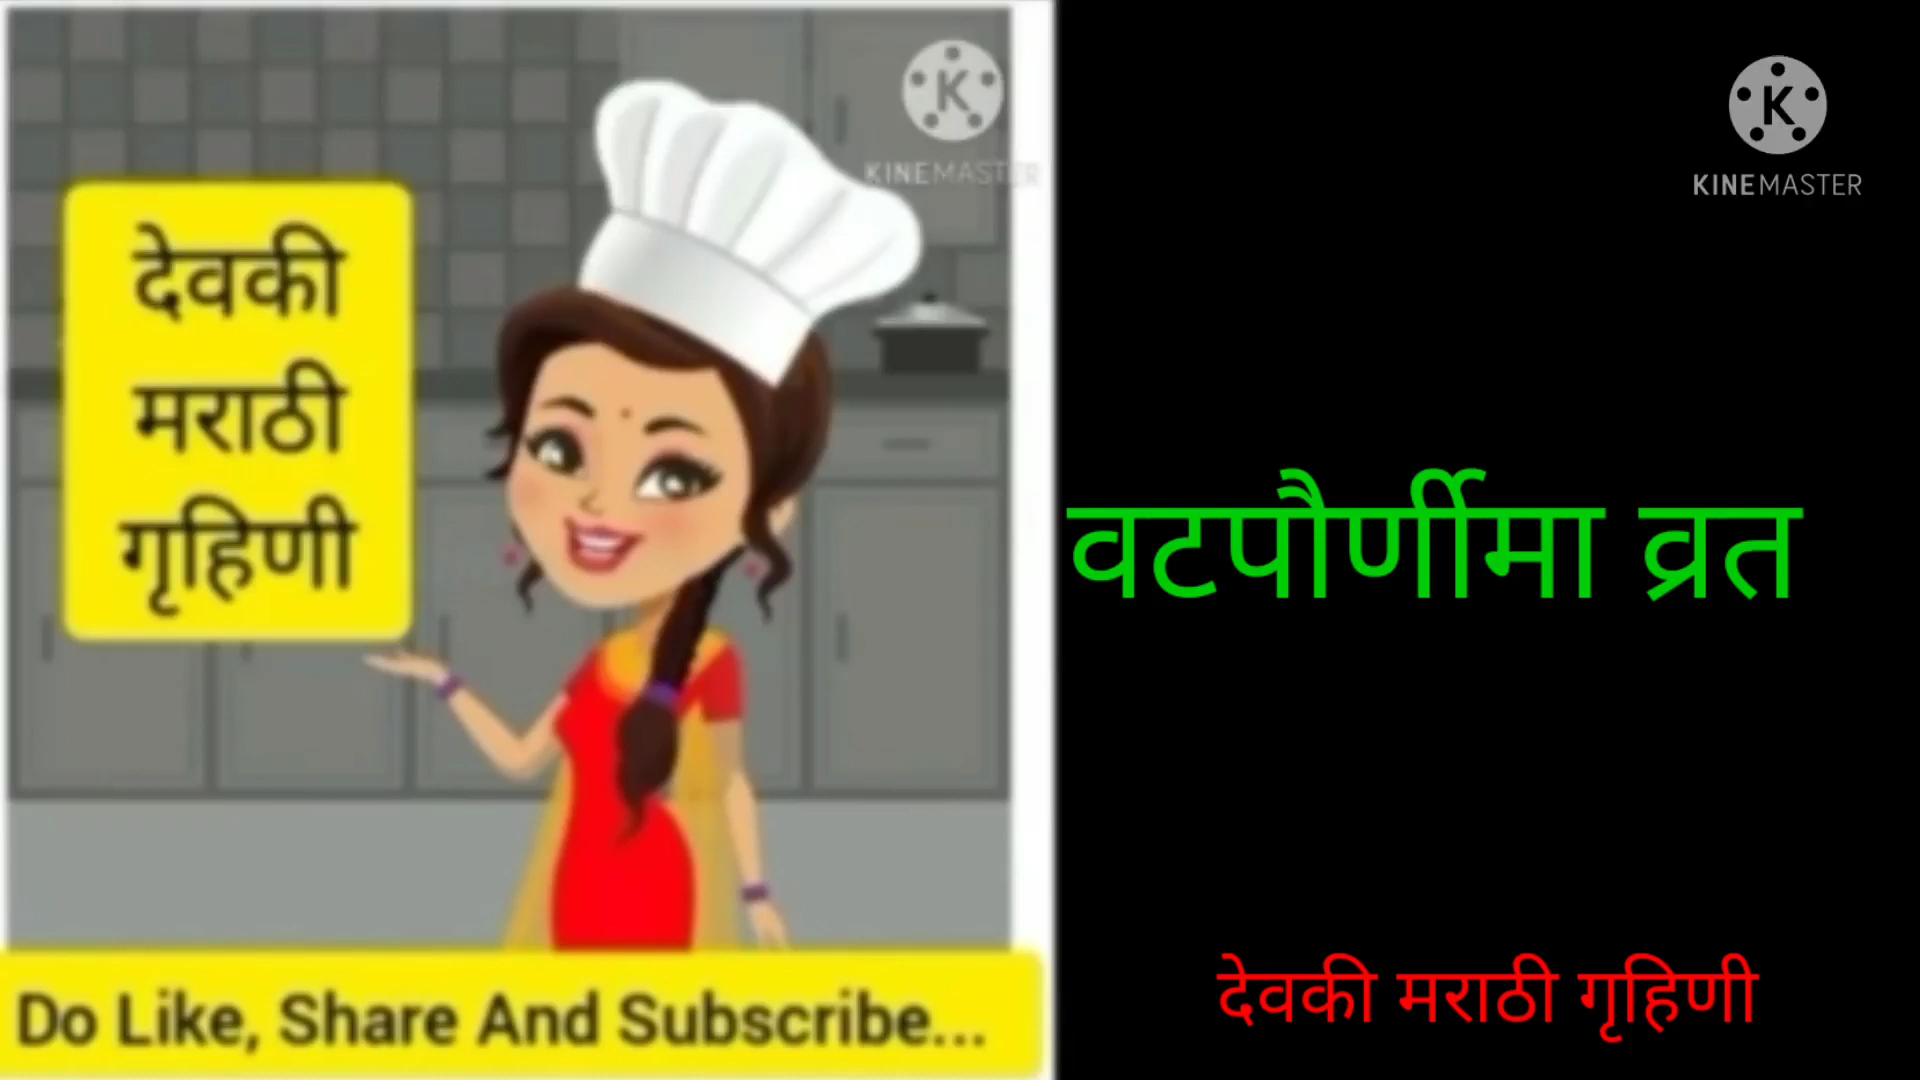 देवकी
मराठी
गृहिणी
KINEMASTER
Do Like, Share And Subscribe...
K
KINEMASTER
वटपौर्णीमा व्रत
देवकी मराठी गृहिणी